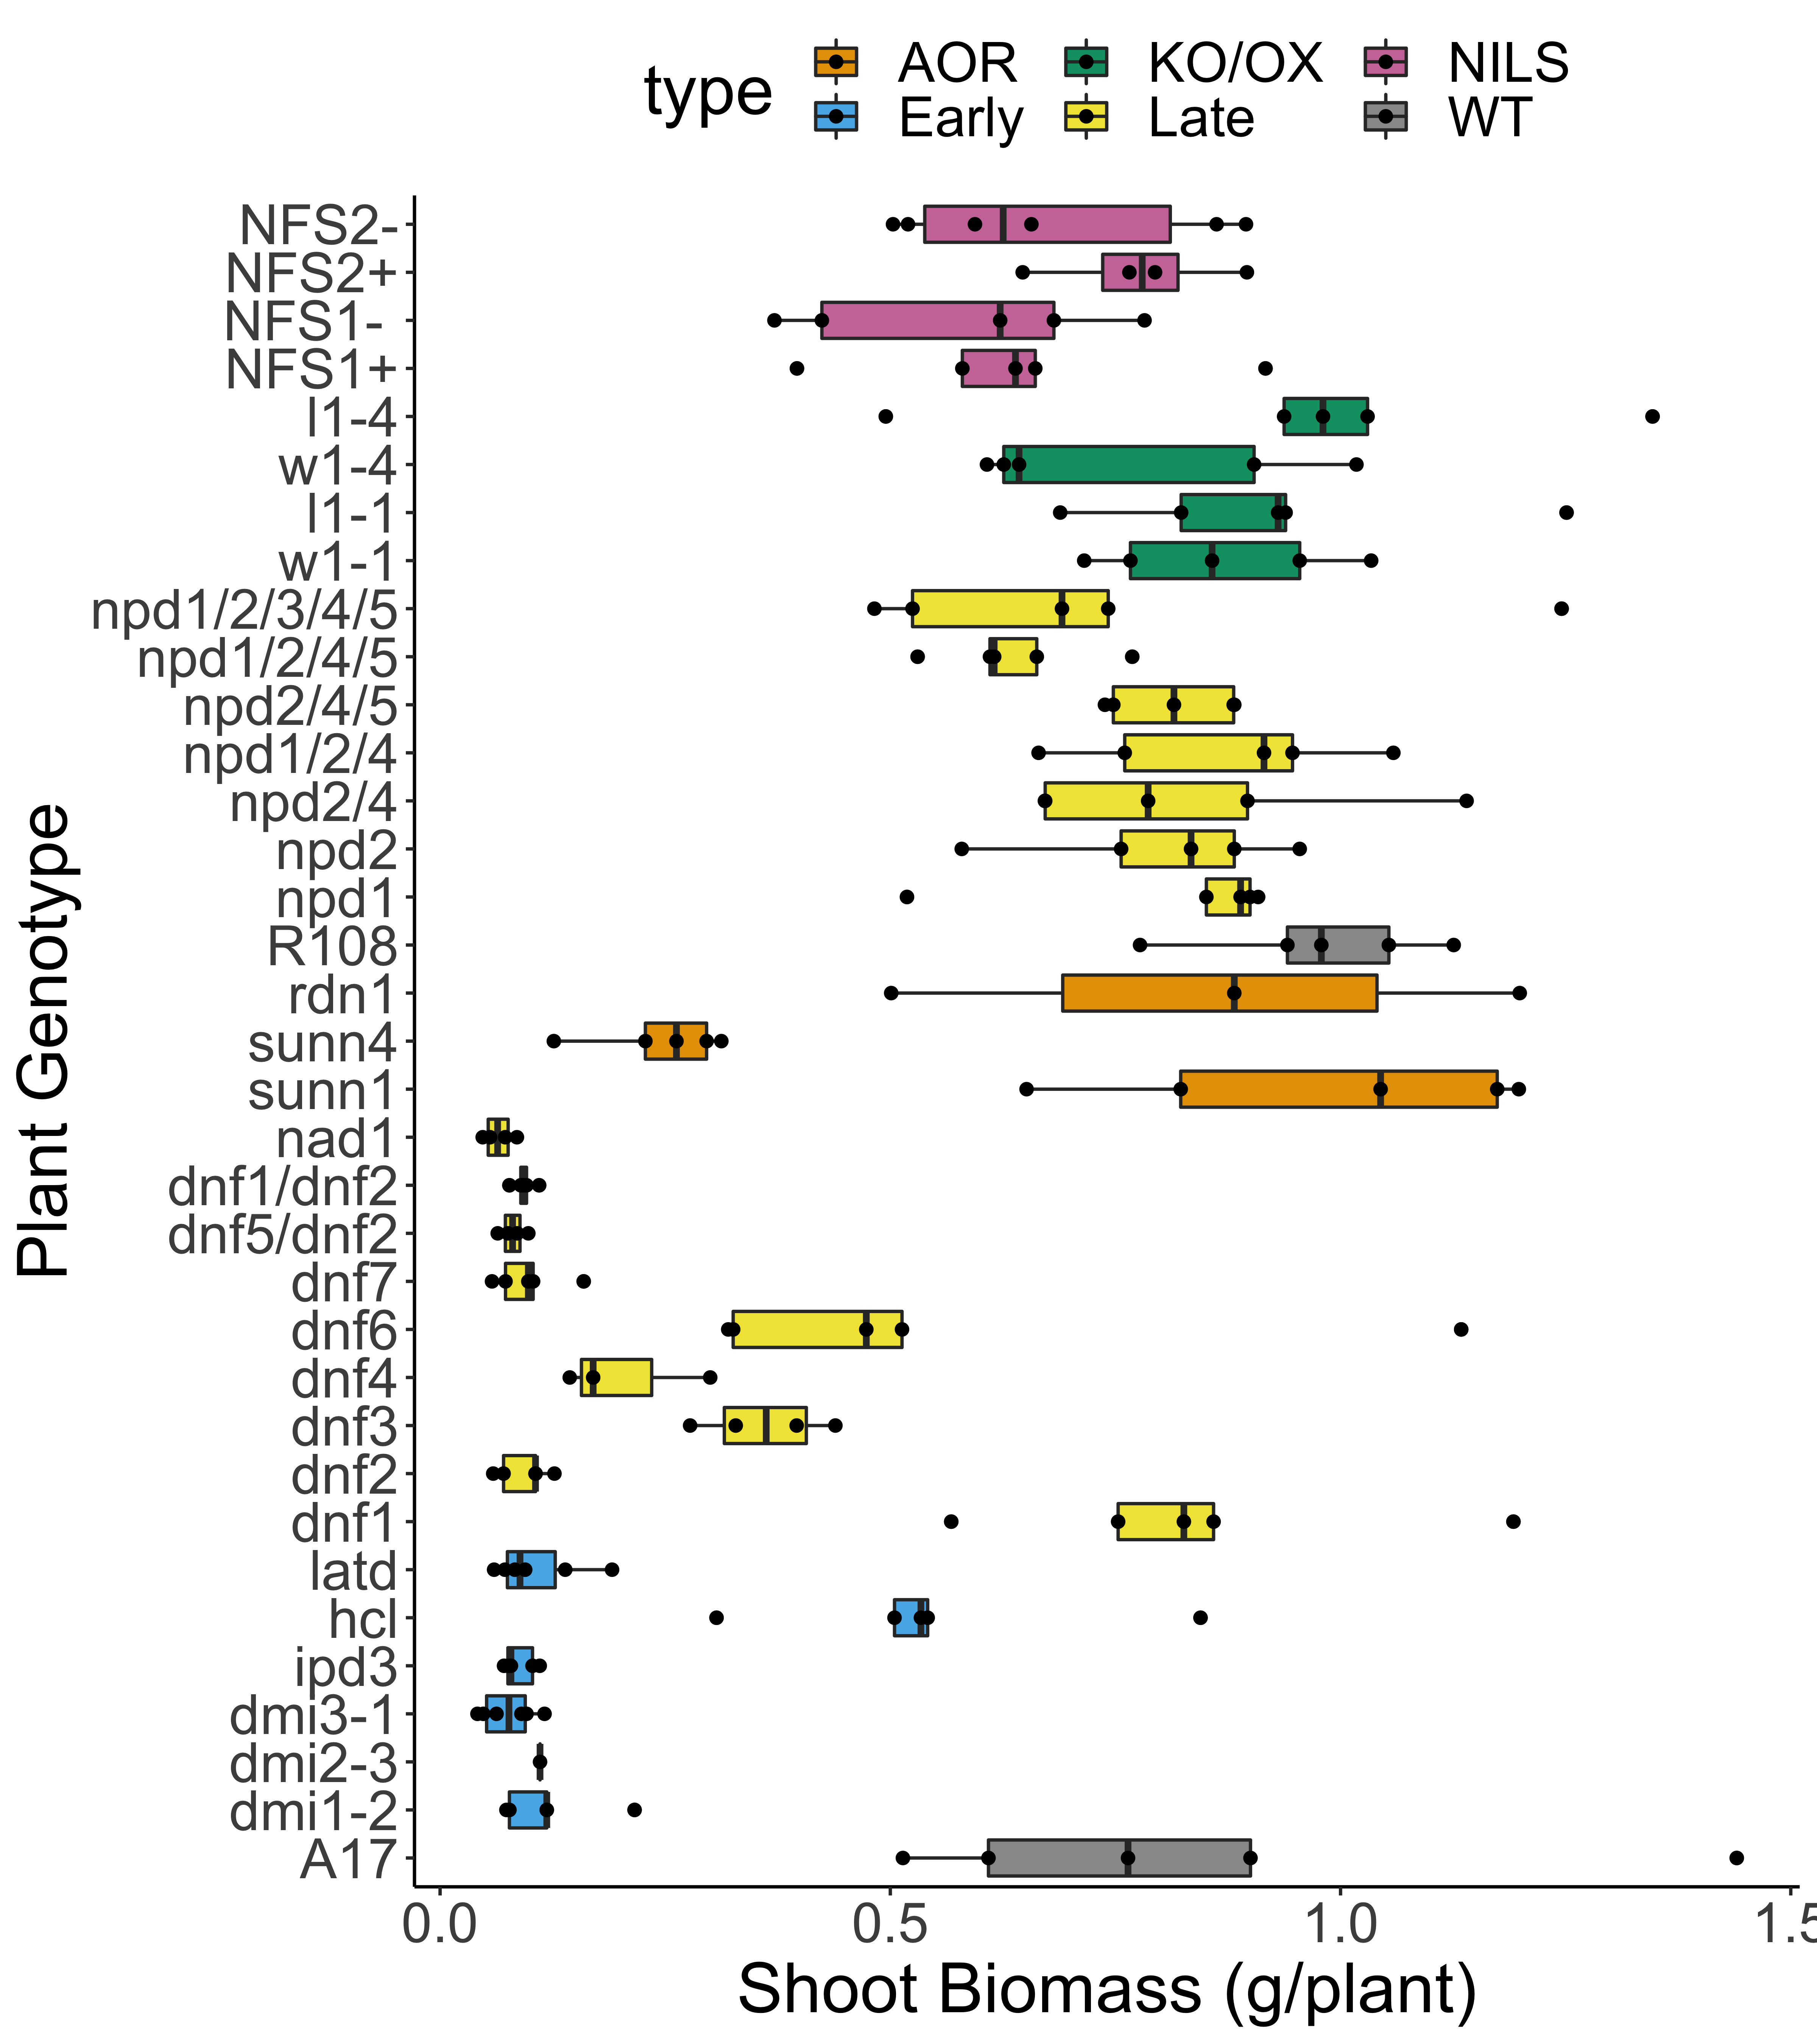 type AOR KO/OX NILS
Early Late WT
NFS2-
NFS2+
NFS1-
NFS1+
l1-4
w1-4
l1-1
w1-1
npd1/2/3/4/5
npd1/2/4/5
npd2/4/5
npd1/2/4
npd2/4
npd2
npd1
R108
rdn1
sunn4
sunn1
nad1
dnf1/dnf2
dnf5/dnf2
dnf7
dnf6
dnf4
dnf3
dnf2
dnf1
latd
hcl
ipd3
dmi3-1
dmi2-3
dmi1-2
A17
Plant Genotype
0.0 0.5 1.0 1.5
Shoot Biomass (g/plant)